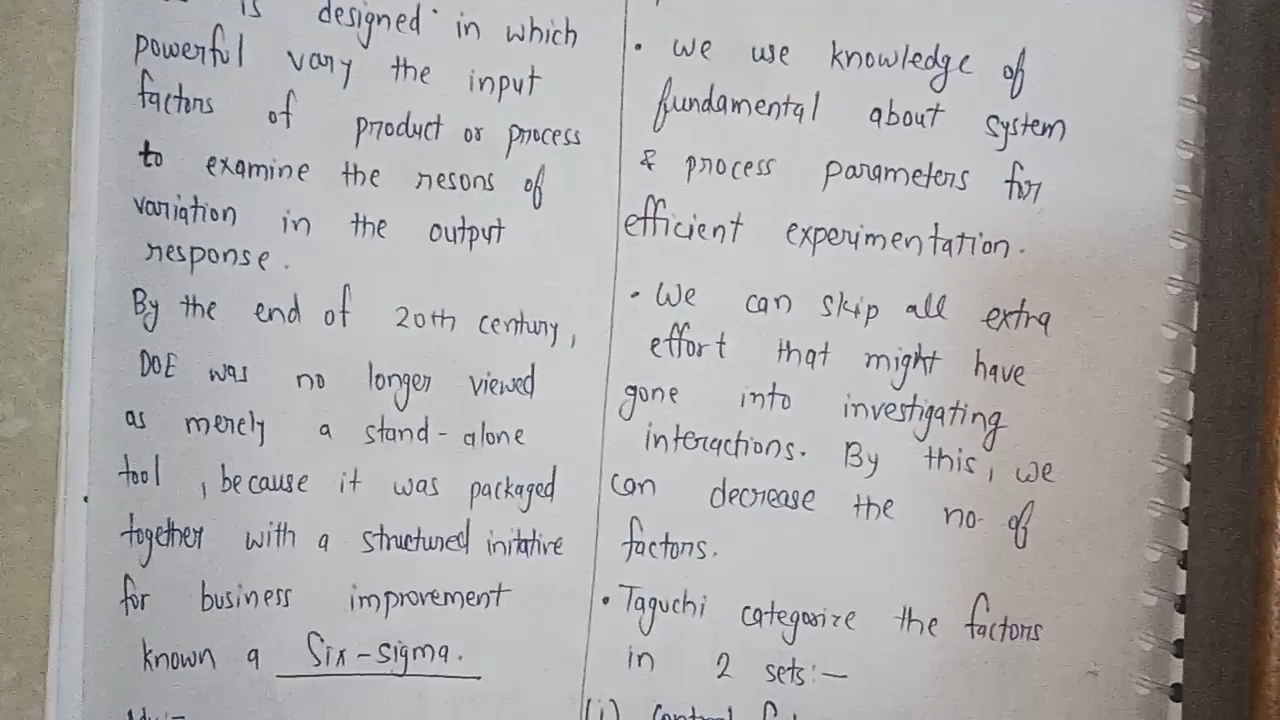 is designed in which
powerful vary the input
factors of product or process
to examine the resons of
variation in the output
response.
By the end of 20th century,
DOE was no longer viewed
as merely a stand-alone
tool, because it was packaged
together with a structured initative
for business improvement
known a Six-sigma.
• We use knowledge of
fundamental about system
& process parameters for
efficient experimentation.
• We can skip all extra
effort that might have
gone into investigating
interactions. By this, we
can decrease the no. of
factors.
• Taguchi categorize the factors
in 2 sets:-
(i)